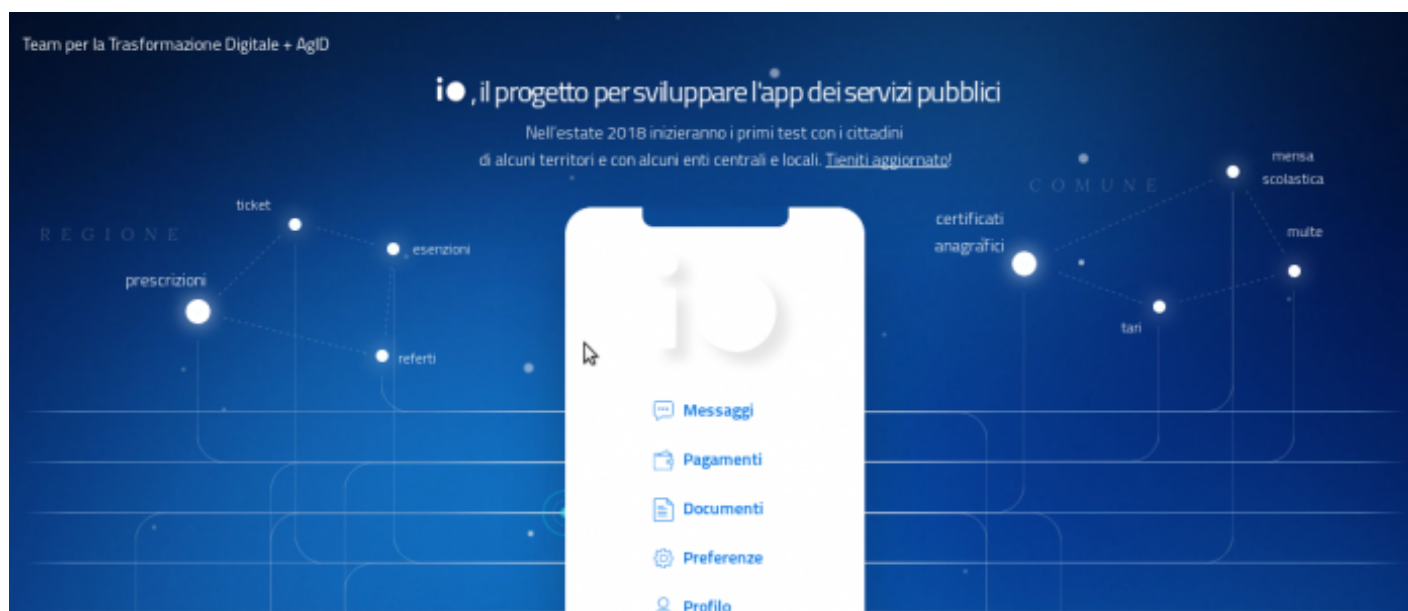 Team per la Trasformazione Digitale + AgID
io, il progetto per sviluppare l'app dei servizi pubblici
Nell'estate 2018 inizieranno i primi test con i cittadini
di alcuni territori e con alcuni enti centrali e locali. Tieniti aggiornato!
REGIONE
ticket
esenzioni
prescrizioni
referti
COMUNE
mensa
scolastica
certificati
anagrafici
multe
tari
io
Messaggi
Pagamenti
Documenti
Preferenze
Profilo